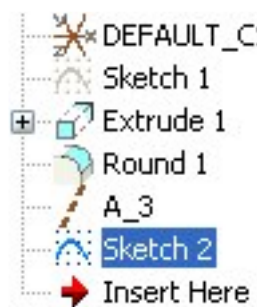 DEFAULT_C
Sketch 1
Extrude 1
Round 1
A_3
Sketch 2
Insert Here